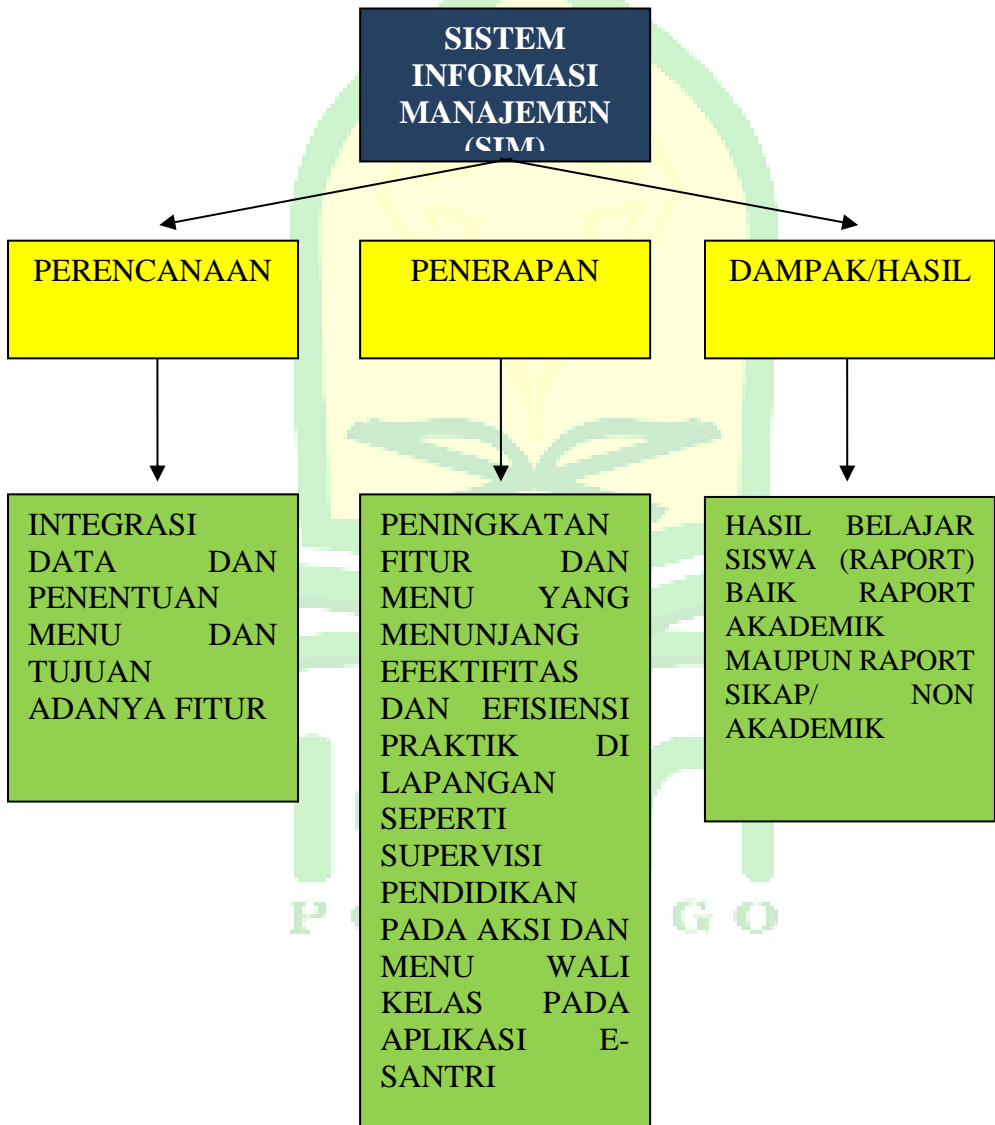 SISTEM
INFORMASI
MANAJEMEN
(SIM)
PERENCANAAN
PENERAPAN
DAMPAK/HASIL
INTEGRASI
DATA DAN
PENENTUAN
MENU DAN
TUJUAN
ADANYA FITUR
PENINGKATAN
FITUR DAN
MENU YANG
MENUNJANG
EFEKTIFITAS
DAN EFISIENSI
PRAKTIK DI
LAPANGAN
SEPERTI
SUPERVISI
PENDIDIKAN
PADA AKSI DAN
MENU WALI
KELAS PADA
APLIKASI E-
SANTRI
HASIL BELAJAR
SISWA (RAPORT)
BAIK RAPORT
AKADEMIK
MAUPUN RAPORT
SIKAP/ NON
AKADEMIK